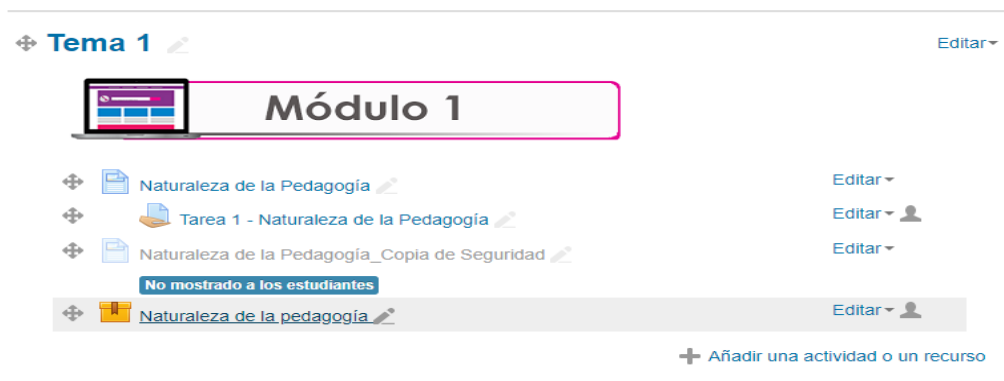 Tema 1 Editar
Módulo 1
Naturaleza de la Pedagogía Editar
Tarea 1 - Naturaleza de la Pedagogía Editar
Naturaleza de la Pedagogía_Copia de Seguridad Editar
No mostrado a los estudiantes
Naturaleza de la pedagogía Editar
Añadir una actividad o un recurso